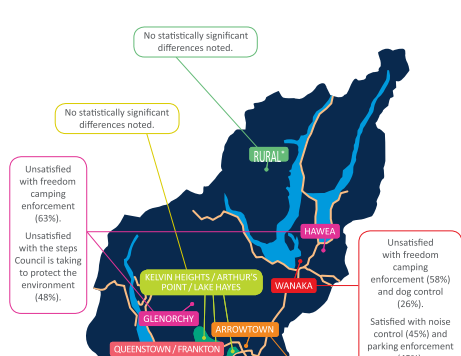 No statistically significant
differences noted.
No statistically significant
differences noted.
RURAL*
Unsatisfied
with freedom
camping
enforcement
(63%).
Unsatisfied
with the steps
Council is taking
to protect the
environment
(48%).
HAWEA
Unsatisfied
with freedom
camping
enforcement (58%)
and dog control
(26%).
Satisfied with noise
control (45%) and
parking enforcement
KELVIN HEIGHTS / ARTHUR'S
POINT / LAKE HAYES
WANAKA
GLENORCHY
ARROWTOWN
QUEENSTOWN / FRANKTON